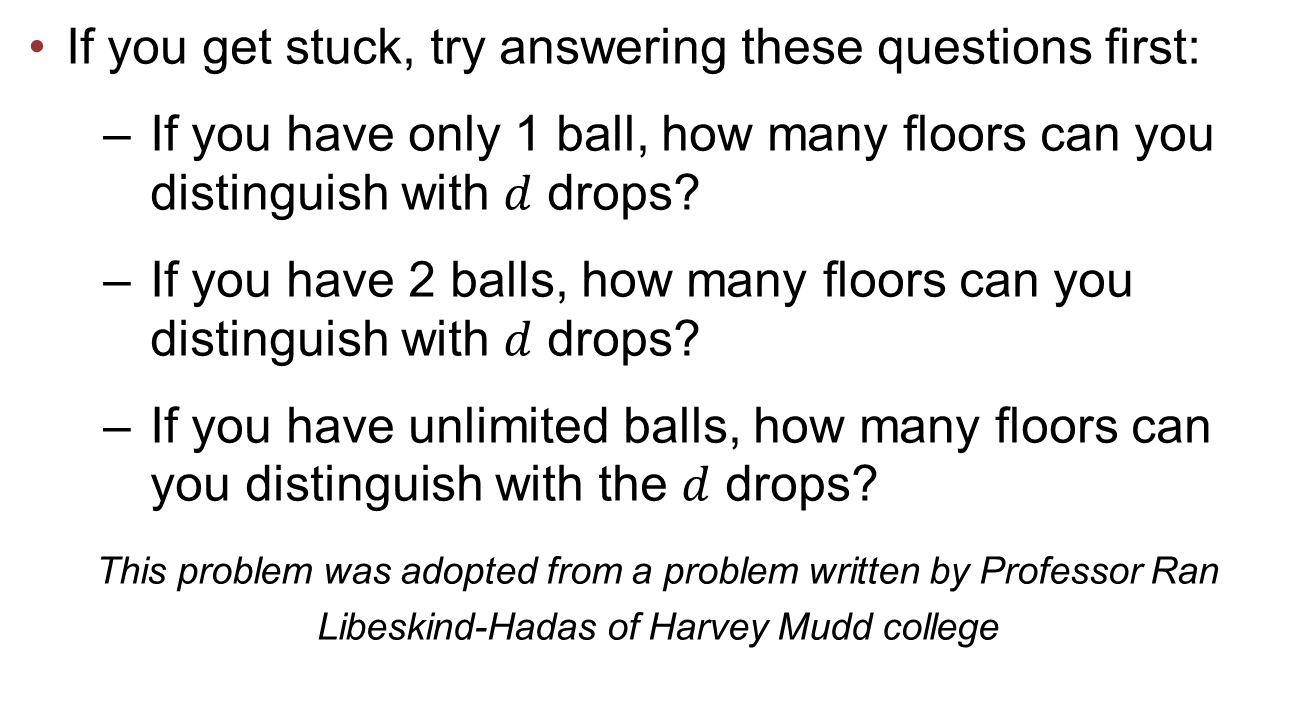 • If you get stuck, try answering these questions first:
– If you have only 1 ball, how many floors can you
distinguish with d drops?
– If you have 2 balls, how many floors can you
distinguish with d drops?
– If you have unlimited balls, how many floors can
you distinguish with the d drops?
This problem was adopted from a problem written by Professor Ran
Libeskind-Hadas of Harvey Mudd college